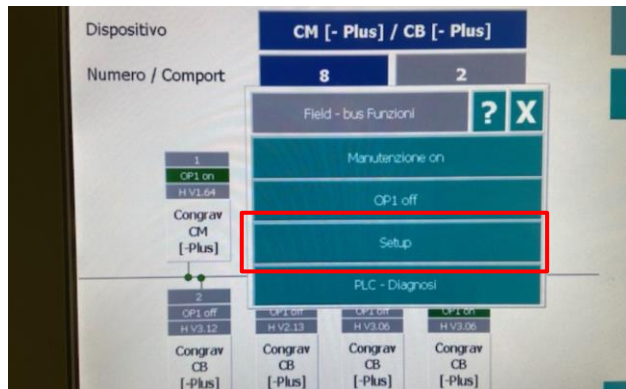 Dispositivo
CM [- Plus] / CB [- Plus]
Numero / Comport
8
2
Field - bus Funzioni
?
X
Manutenzione on
OP1 off
Setup
PLC - Diagnosi
1
OP1 on
H V1.64
Congrav
CM
[-Plus]
2
OP1 off
H V3.12
Congrav
CB
[-Plus]
OP1 off
H V2.13
Congrav
CB
[-Plus]
OP1 off
H V3.06
Congrav
CB
[-Plus]
OP1 on
H V3.06
Congrav
CB
[-Plus]